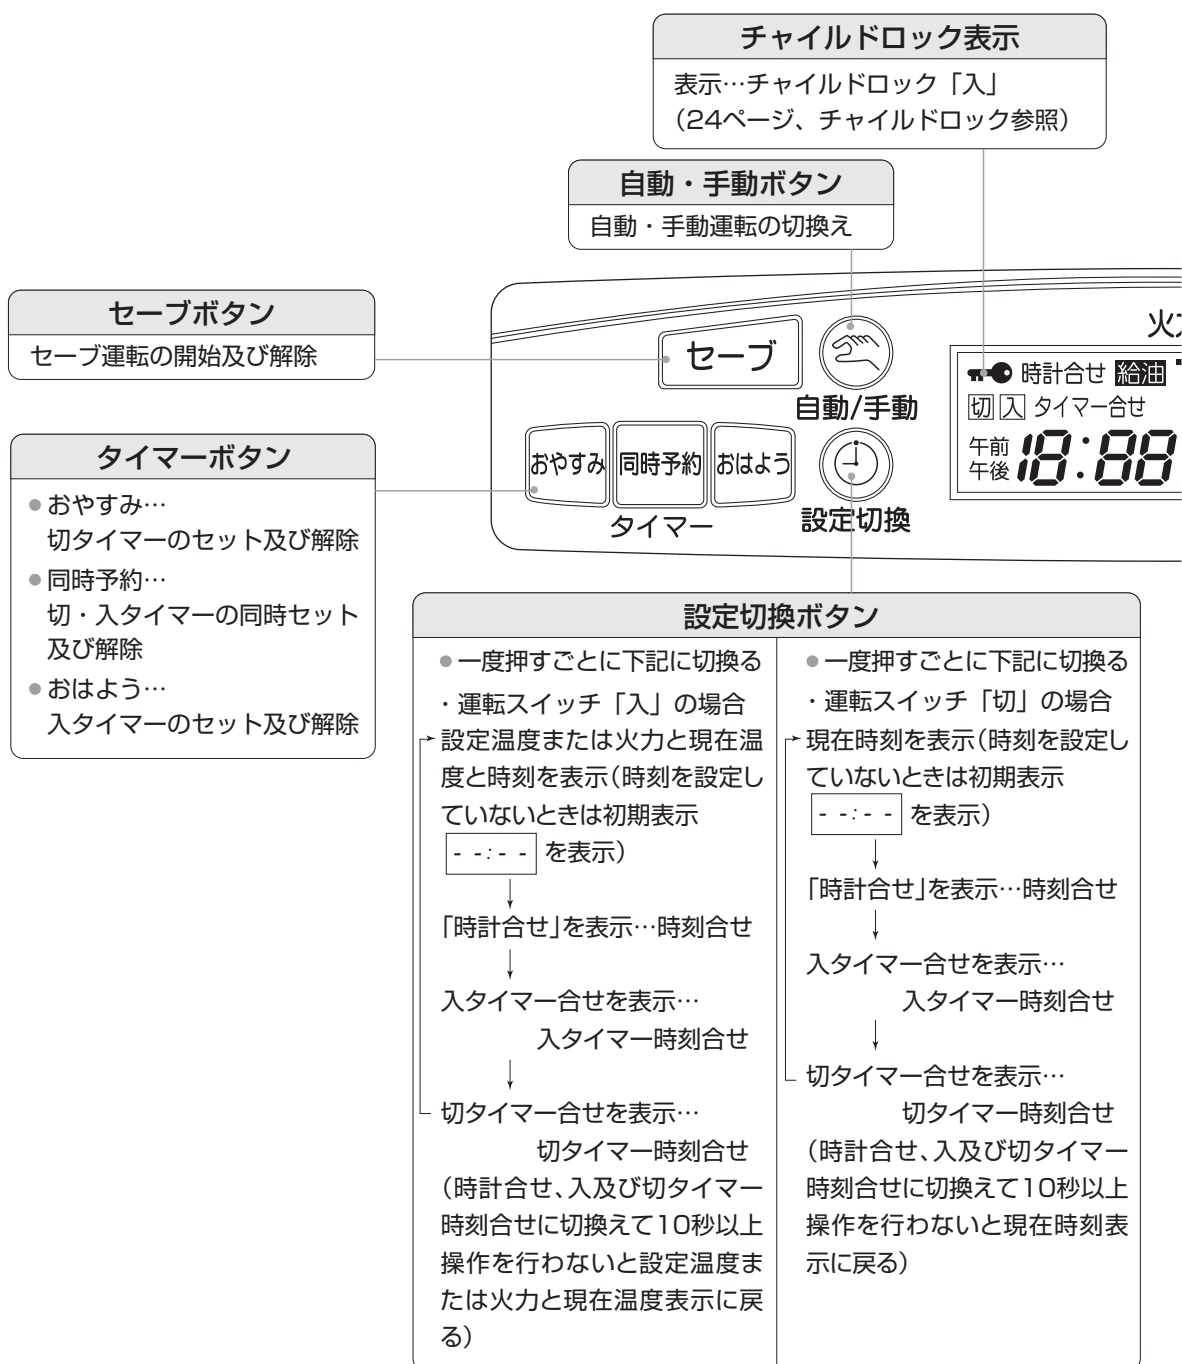 チャイルドロック表示
表示…チャイルドロック「入」
（24ページ、チャイルドロック参照）
自動・手動ボタン
自動・手動運転の切換え
セーブボタン
セーブ運転の開始及び解除
タイマーボタン
●おやすみ…
切タイマーのセット及び解除
●同時予約…
切・入タイマーの同時セット
及び解除
●おはよう…
入タイマーのセット及び解除
セーブ
自動/手動
おやすみ 同時予約 おはよう
タイマー
設定切換
時計合せ 給油
切 入 タイマー合せ
午前
午後
18:88
設定切換ボタン
●一度押すごとに下記に切換る
・運転スイッチ「入」の場合
設定温度または火力と現在温
度と時刻を表示（時刻を設定し
ていないときは初期表示
- -:- - を表示）
「時計合せ」を表示…時刻合せ
入タイマー合せを表示…
入タイマー時刻合せ
切タイマー合せを表示…
切タイマー時刻合せ
（時計合せ、入及び切タイマー
時刻合せに切換えて10秒以上
操作を行わないと設定温度ま
たは火力と現在温度表示に戻
る）
●一度押すごとに下記に切換る
・運転スイッチ「切」の場合
現在時刻を表示（時刻を設定し
ていないときは初期表示
- -:- - を表示）
「時計合せ」を表示…時刻合せ
入タイマー合せを表示…
入タイマー時刻合せ
切タイマー合せを表示…
切タイマー時刻合せ
（時計合せ、入及び切タイマー
時刻合せに切換えて10秒以上
操作を行わないと現在時刻表
示に戻る）